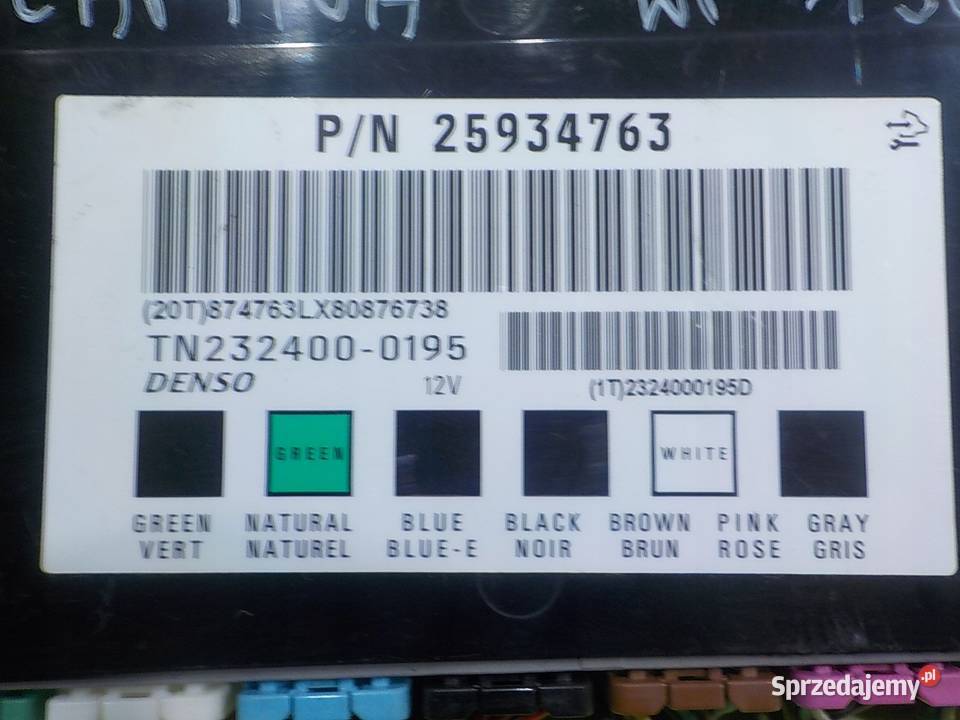 CAPTIVA
P/N 25934763
(20T)874763LX80876738
TN232400-0195
DENSO 12V
(1T)2324000195D
GREEN WHITE
GREEN NATURAL BLUE BLACK BROWN PINK GRAY
VERT NATUREL BLUE-E NOIR BRUN ROSE GRIS
Sprzedajemy.pl